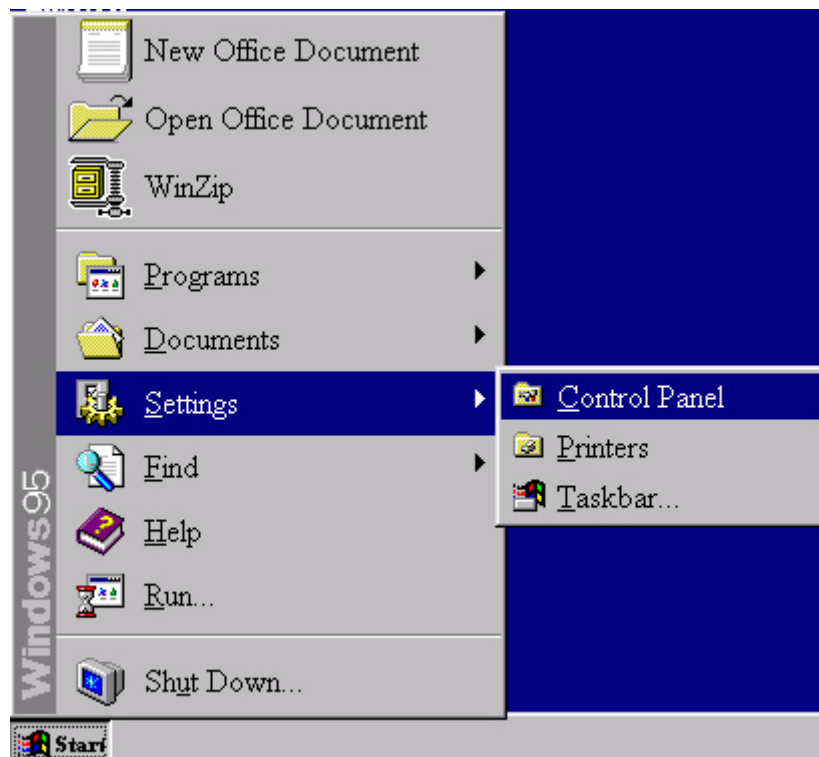 New Office Document
Open Office Document
WinZip
Programs
Documents
Settings
Control Panel
Printers
Taskbar...
Find
Help
Run...
Shut Down...
Windows95
Start